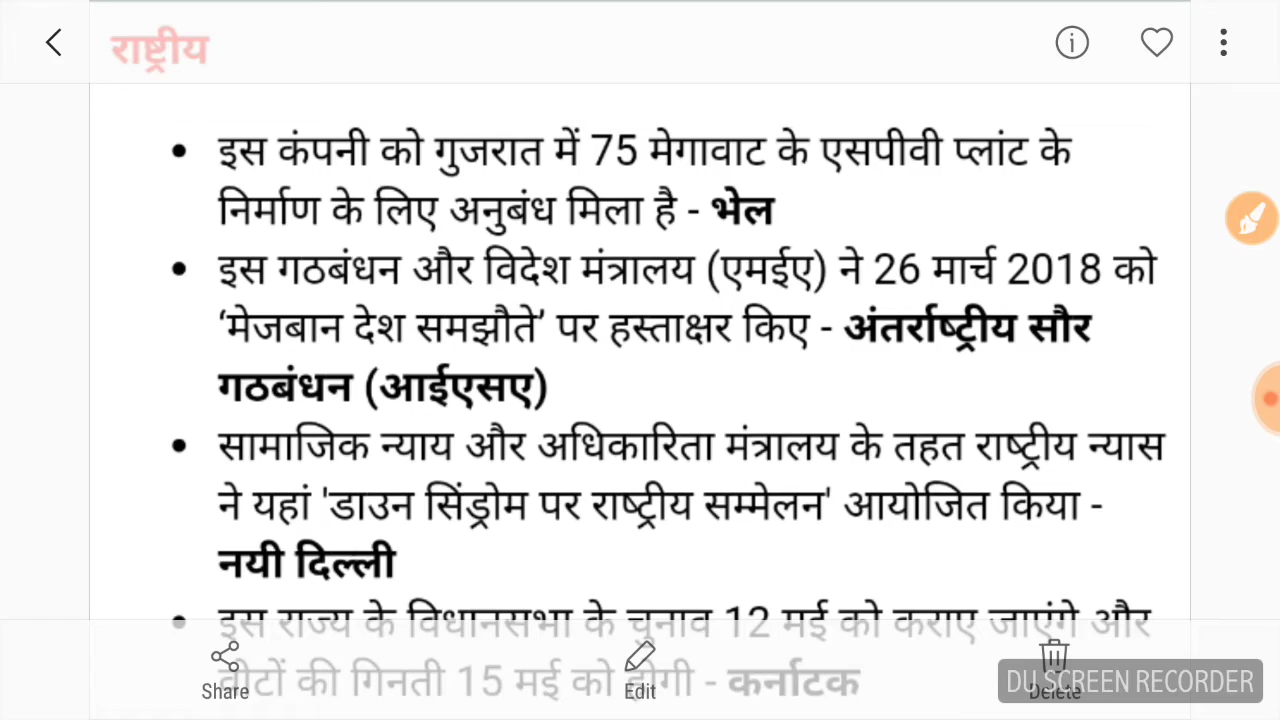 राष्ट्रीय
• इस कंपनी को गुजरात में 75 मेगावाट के एसपीवी प्लांट के
निर्माण के लिए अनुबंध मिला है - भेल
• इस गठबंधन और विदेश मंत्रालय (एमईए) ने 26 मार्च 2018 को
‘मेजबान देश समझौते’ पर हस्ताक्षर किए - अंतर्राष्ट्रीय सौर
गठबंधन (आईएसए)
• सामाजिक न्याय और अधिकारिता मंत्रालय के तहत राष्ट्रीय न्यास
ने यहां 'डाउन सिंड्रोम पर राष्ट्रीय सम्मेलन' आयोजित किया -
नयी दिल्ली
• इस राज्य के विधानसभा के चुनाव 12 मई को कराए जाएंगे और
वोटों की गिनती 15 मई को होगी - कर्नाटक
Share
Edit
Delete
DU SCREEN RECORDER